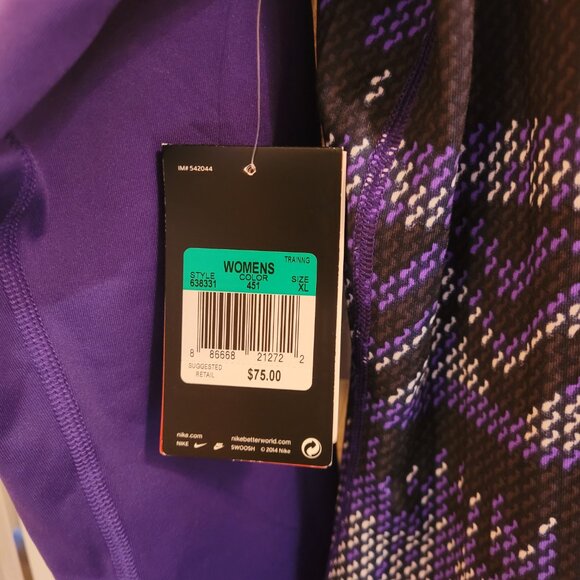 IM# 542044
TRAINNG
WOMENS
STYLE COLOR SIZE
638331 451 XL
8 86668 21272 2
SUGGESTED
RETAIL $75.00
nike.com nikebetterworld.com
NIKE SWOOSH © 2014 Nike